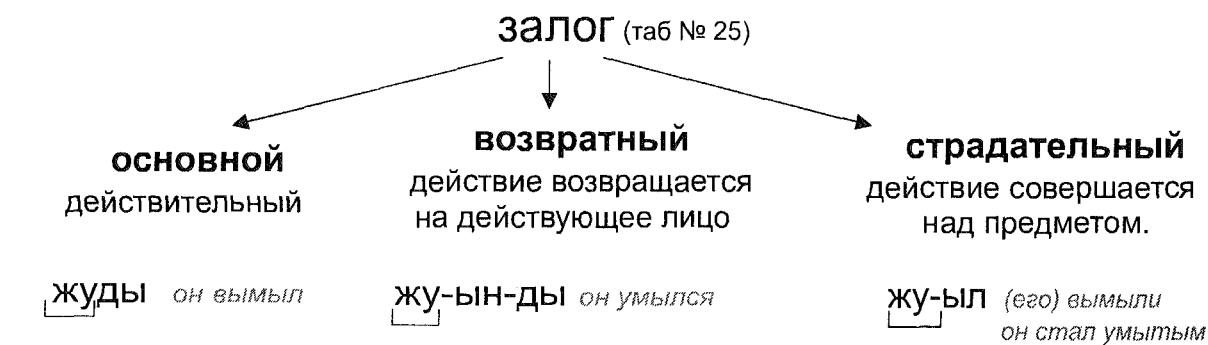 залог (таб № 25)
основной
действительный
жуды он вымыл
возвратный
действие возвращается
на действующее лицо
жу-ын-ды он умылся
страдательный
действие совершается
над предметом.
жу-ыл (его) вымыли
он стал умытым